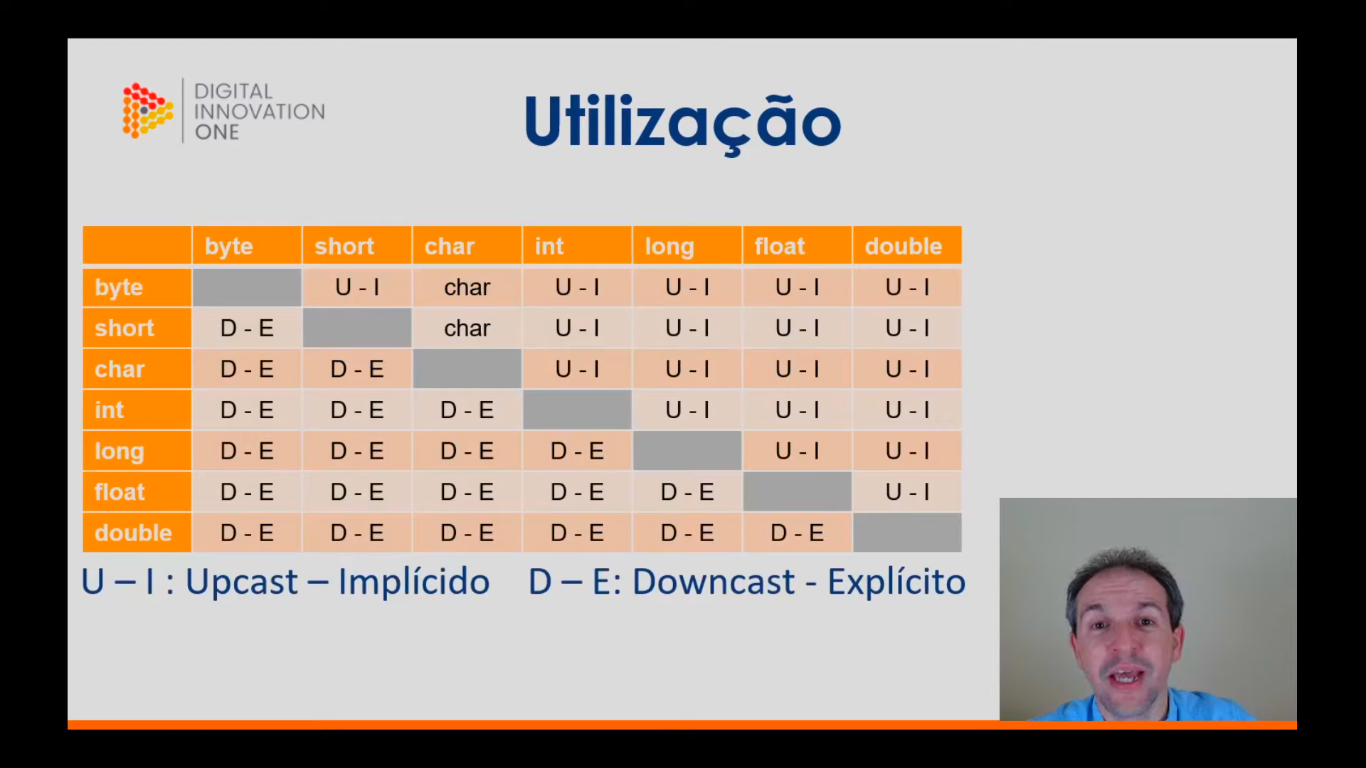 DIGITAL
INNOVATION
ONE
Utilização
byte short char int long float double
byte U - I char U - I U - I U - I U - I
short D - E char U - I U - I U - I U - I
char D - E D - E U - I U - I U - I U - I
int D - E D - E D - E U - I U - I U - I
long D - E D - E D - E D - E U - I U - I
float D - E D - E D - E D - E D - E U - I
double D - E D - E D - E D - E D - E D - E
U – I : Upcast – Implícido D – E: Downcast - Explícito